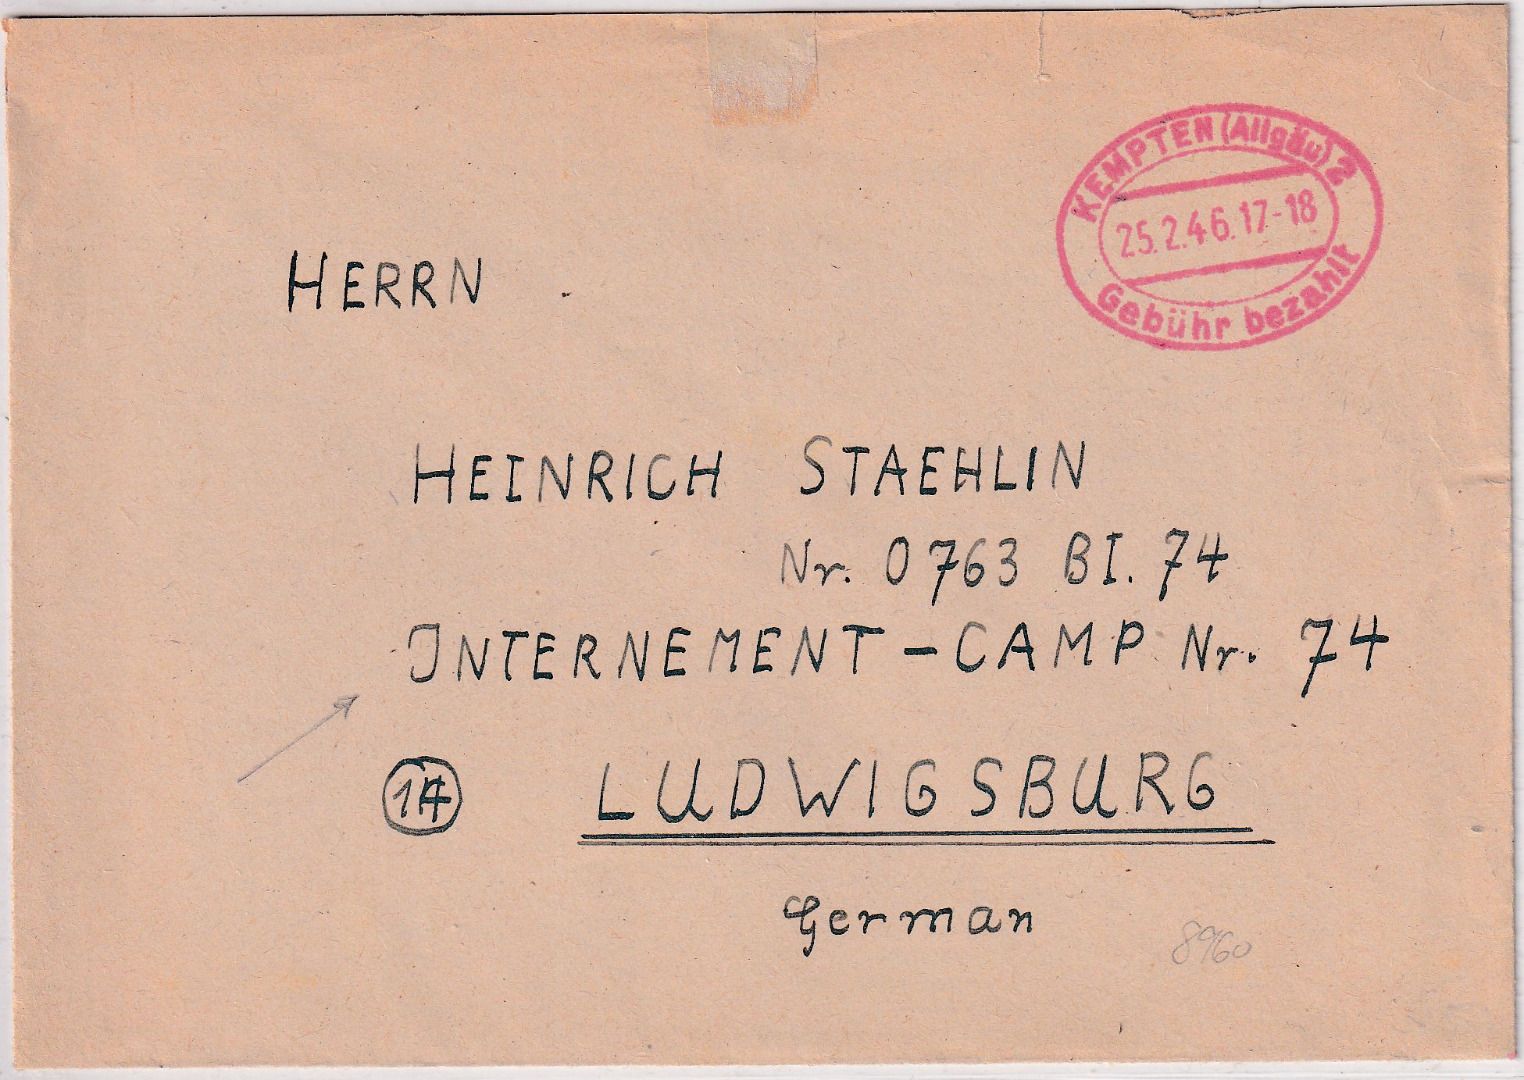 KEMPTEN (Allgäu) 2
25.2.46.17-18
Gebühr bezahlt
HERRN
HEINRICH STAEHLIN
Nr. 0763 BI. 74
INTERNEMENT-CAMP Nr. 74
14 LUDWIGSBURG
German
8960